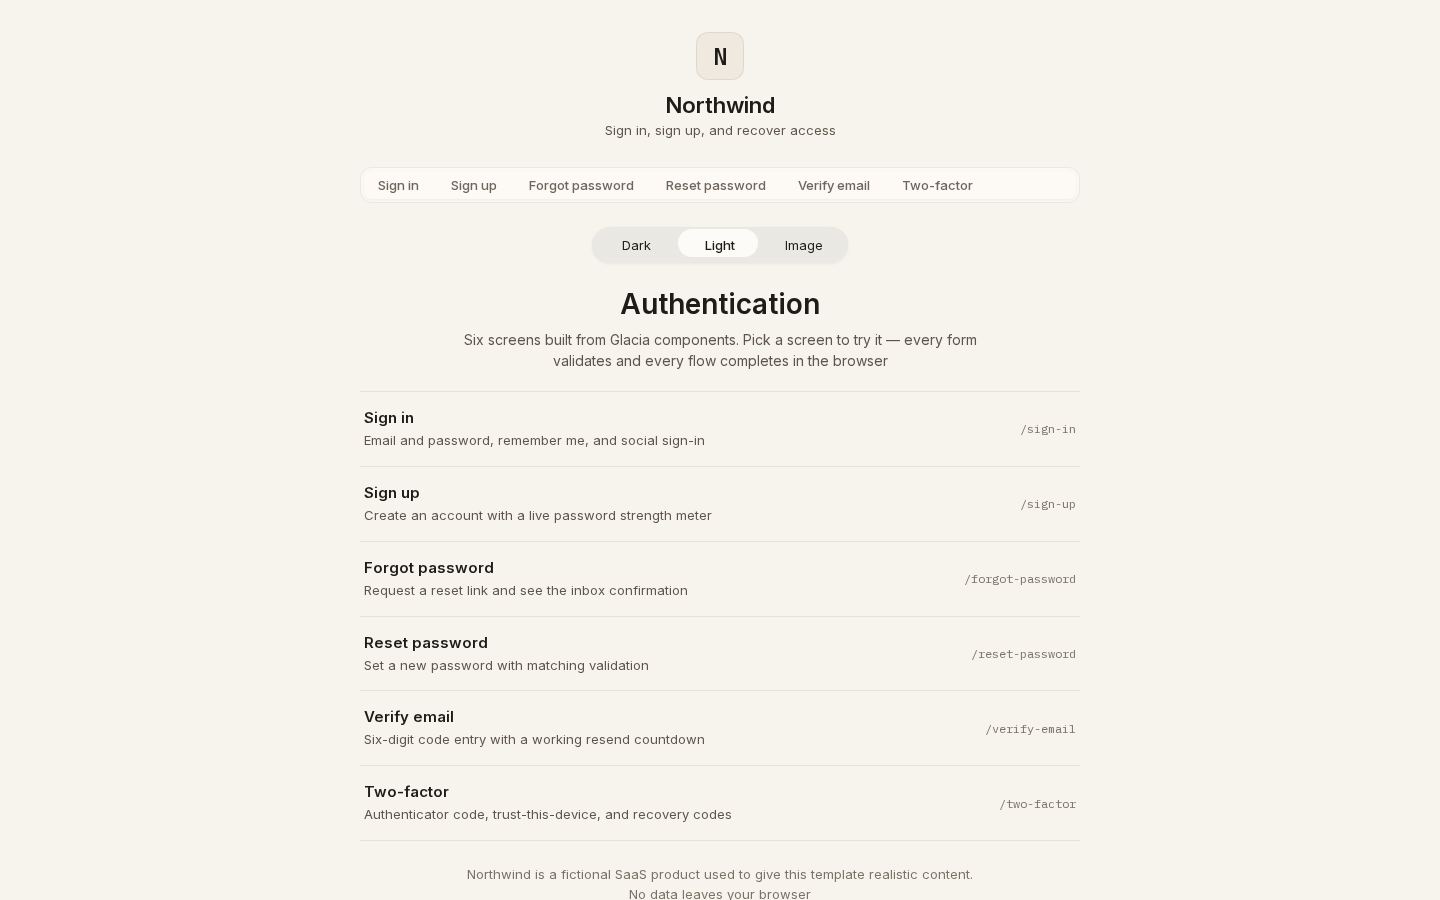 N
Northwind
Sign in, sign up, and recover access
Sign in Sign up Forgot password Reset password Verify email Two-factor
Dark Light Image
Authentication
Six screens built from Glacia components. Pick a screen to try it — every form
validates and every flow completes in the browser
Sign in
Email and password, remember me, and social sign-in
/sign-in
Sign up
Create an account with a live password strength meter
/sign-up
Forgot password
Request a reset link and see the inbox confirmation
/forgot-password
Reset password
Set a new password with matching validation
/reset-password
Verify email
Six-digit code entry with a working resend countdown
/verify-email
Two-factor
Authenticator code, trust-this-device, and recovery codes
/two-factor
Northwind is a fictional SaaS product used to give this template realistic content.
No data leaves your browser